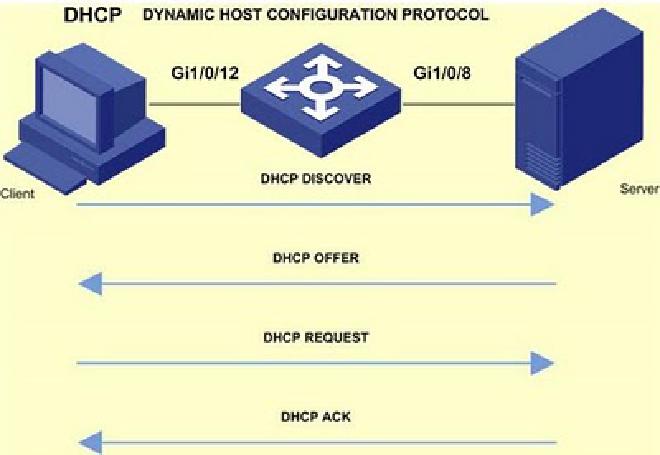 DHCP DYNAMIC HOST CONFIGURATION PROTOCOL
Gi1/0/12
Gi1/0/8
DHCP DISCOVER
Client
Server
DHCP OFFER
DHCP REQUEST
DHCP ACK